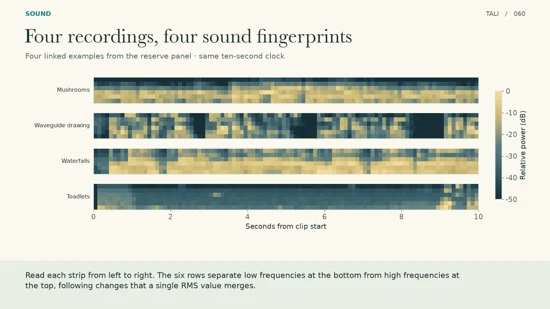 SOUND
TALI / 060
Four recordings, four sound fingerprints
Four linked examples from the reserve panel · same ten-second clock
Mushrooms
Waveguide drawing
Waterfalls
Toadlets
0 2 4 6 8 10
Seconds from clip start
0
-10
-20
-30
-40
-50
Relative power (dB)
Read each strip from left to right. The six rows separate low frequencies at the bottom from high frequencies at
the top, following changes that a single RMS value merges.